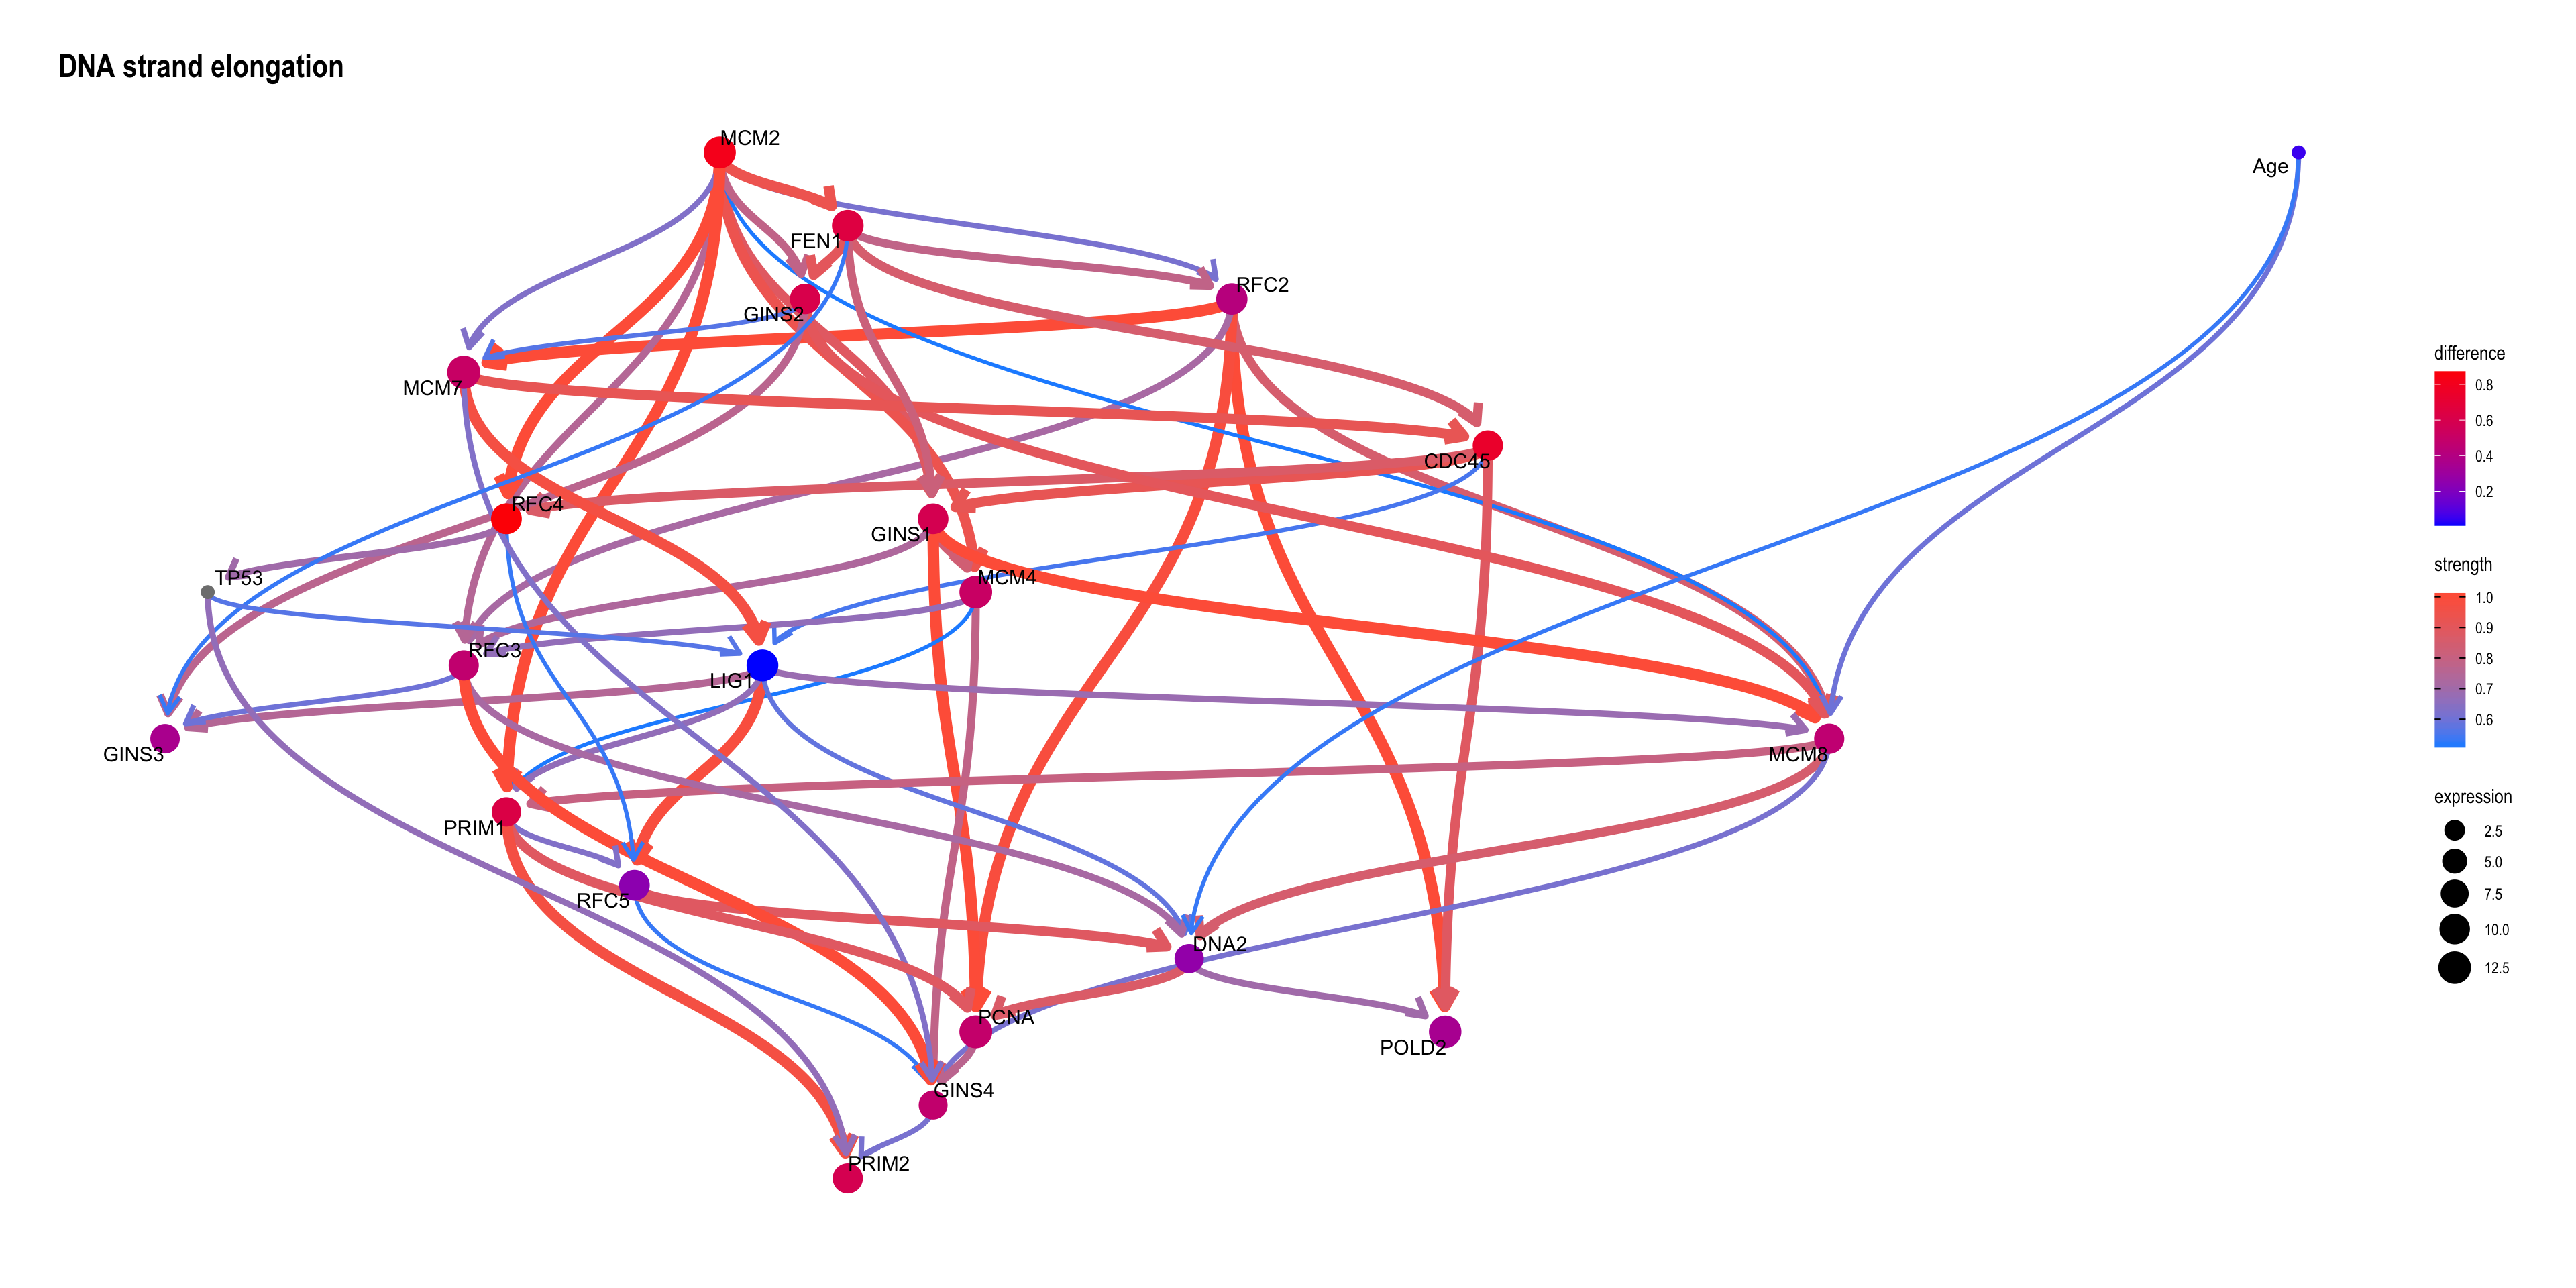 DNA strand elongation
MCM2
Age
FEN1
RFC2
GINS2
MCM7
CDC45
RFC4
GINS1
TP53
MCM4
RFC3
LIG1
GINS3
MCM8
PRIM1
RFC5
DNA2
PCNA
POLD2
GINS4
PRIM2
difference
0.8
0.6
0.4
0.2
strength
1.0
0.9
0.8
0.7
0.6
expression
2.5
5.0
7.5
10.0
12.5